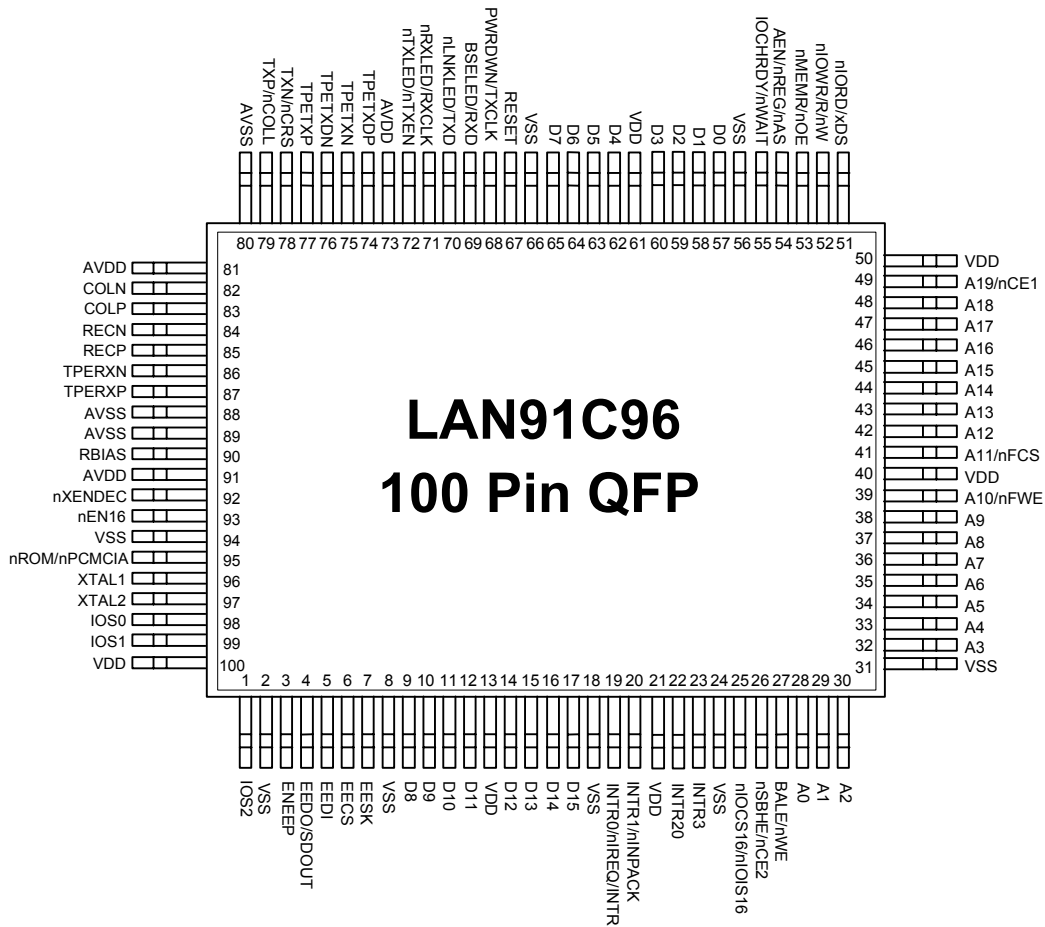 AVSS
TXP/nCOLL
TXN/nCRS
TPETXP
TPETXDN
TPETXN
TPETXDP
AVDD
nTXLED/nTXEN
nRXLED/RXCLK
nLNKLED/TXD
BSELED/RXD
PWRDWN/TXCLK
RESET
VSS
D7
D6
D5
D4
VDD
D3
D2
D1
D0
VSS
IOCHRDY/nWAIT
AEN/nREG/nAS
nMEMR/nOE
nIOWR/R/nW
nIORD/xDS
80 79 78 77 76 75 74 73 72 71 70 69 68 67 66 65 64 63 62 61 60 59 58 57 56 55 54 53 52 51
AVDD 81
COLN 82
COLP 83
RECN 84
RECP 85
TPERXN 86
TPERXP 87
AVSS 88
AVSS 89
RBIAS 90
AVDD 91
nXENDEC 92
nEN16 93
VSS 94
nROM/nPCMCIA 95
XTAL1 96
XTAL2 97
IOS0 98
IOS1 99
VDD 100
LAN91C96
100 Pin QFP
50 VDD
49 A19/nCE1
48 A18
47 A17
46 A16
45 A15
44 A14
43 A13
42 A12
41 A11/nFCS
40 VDD
39 A10/nFWE
38 A9
37 A8
36 A7
35 A6
34 A5
33 A4
32 A3
31 VSS
1 2 3 4 5 6 7 8 9 10 11 12 13 14 15 16 17 18 19 20 21 22 23 24 25 26 27 28 29 30
IOS2
VSS
ENEEP
EEDO/SDOUT
EEDI
EECS
EESK
VSS
D8
D9
D10
D11
VDD
D12
D13
D14
D15
VSS
INTR0/nIREQ/INTR
INTR1/nINPACK
VDD
INTR20
INTR3
VSS
nIOCS16/nIOIS16
nSBHE/nCE2
BALE/nWE
A0
A1
A2